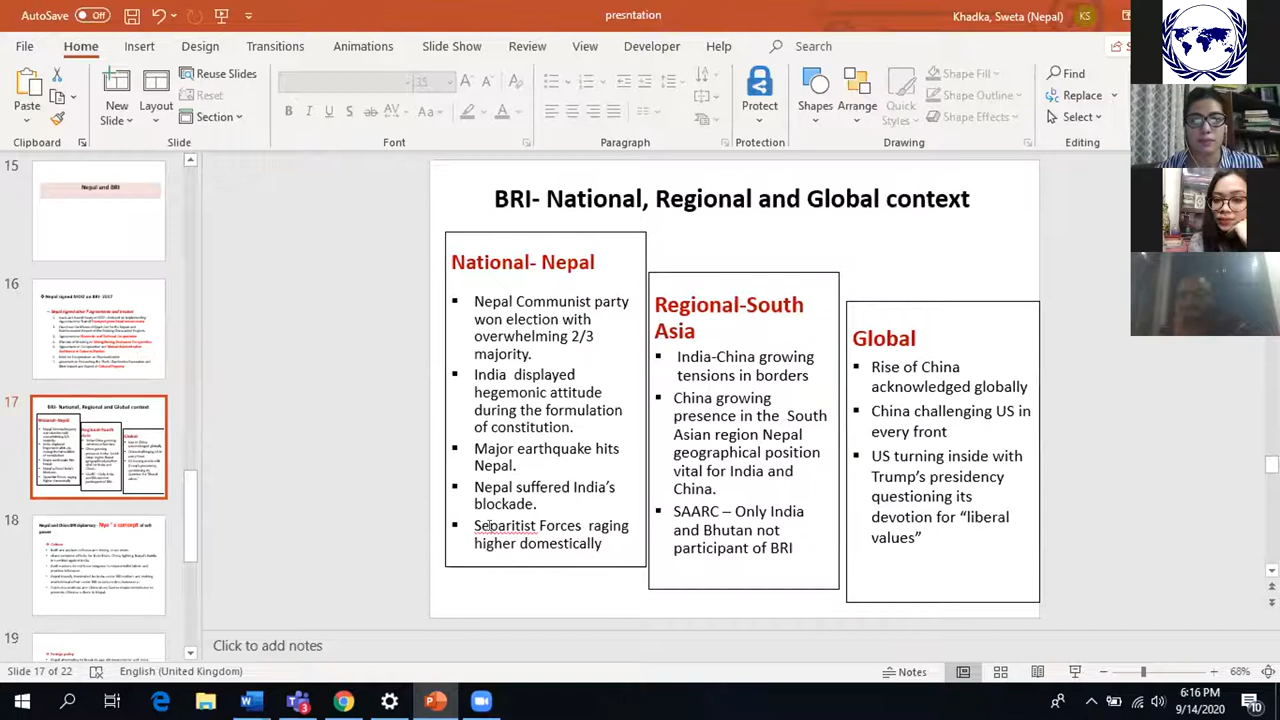 AutoSave Off
presntation
Khadka, Sweta (Nepal) KS
File Home Insert Design Transitions Animations Slide Show Review View Developer Help Search
Paste
Clipboard
New Slide
Layout
Reuse Slides
Reset
Section
Slide
35
Font
Paragraph
Protect
Protection
Shapes
Arrange
Quick Styles
Shape Fill
Shape Outline
Shape Effects
Drawing
Find
Replace
Select
Editing
15
Nepal and BRI
16
17
BRI- National, Regional and Global context
18
19
BRI- National, Regional and Global context
National- Nepal
Nepal Communist party
won election with
overwhelming 2/3
majority.
India displayed
hegemonic attitude
during the formulation
of constitution.
Major earthquake hits
Nepal.
Nepal suffered India's
blockade.
Separitist Forces raging
higher domestically
Regional-South
Asia
India-China growing
tensions in borders
China growing
presence in the South
Asian region Nepal
geographical position
vital for India and
China.
SAARC – Only India
and Bhutan not
participant of BRI
Global
Rise of China
acknowledged globally
China challenging US in
every front
US turning inside with
Trump's presidency
questioning its
devotion for “liberal
values”
Click to add notes
Slide 17 of 22 English (United Kingdom) Notes 68%
6:16 PM
9/14/2020
10